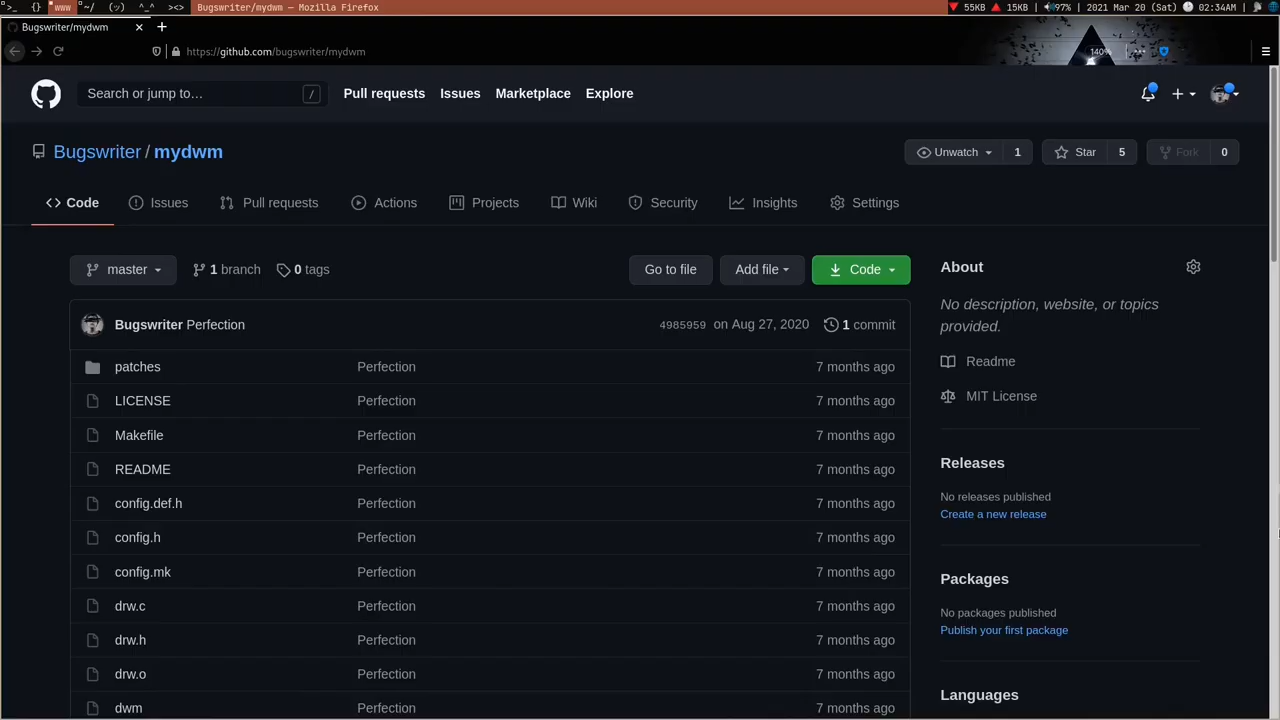 >_ {} www ~/ (ッ) ^_^ ><> Bugswriter/mydwm — Mozilla Firefox 55KB 15KB 97% 2021 Mar 20 (Sat) 02:34AM
Bugswriter/mydwm × +
https://github.com/bugswriter/mydwm 140% ···
Search or jump to… / Pull requests Issues Marketplace Explore
Bugswriter / mydwm Unwatch 1 Star 5 Fork 0
Code Issues Pull requests Actions Projects Wiki Security Insights Settings
master 1 branch 0 tags Go to file Add file Code
About
No description, website, or topics
provided.
Readme
MIT License
Releases
No releases published
Create a new release
Packages
No packages published
Publish your first package
Languages
Bugswriter Perfection 4985959 on Aug 27, 2020 1 commit
patches Perfection 7 months ago
LICENSE Perfection 7 months ago
Makefile Perfection 7 months ago
README Perfection 7 months ago
config.def.h Perfection 7 months ago
config.h Perfection 7 months ago
config.mk Perfection 7 months ago
drw.c Perfection 7 months ago
drw.h Perfection 7 months ago
drw.o Perfection 7 months ago
dwm Perfection 7 months ago